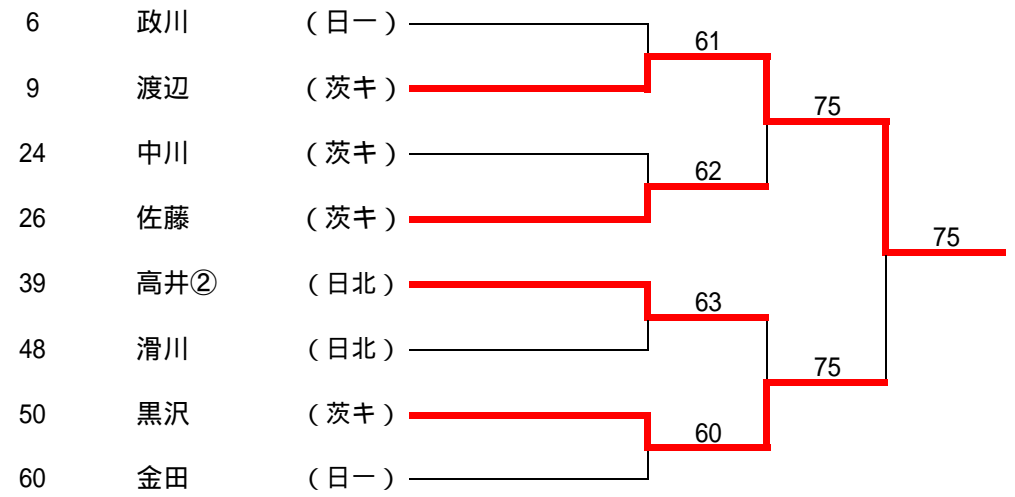 6 政川 （日一）
61
9 渡辺 （茨キ）
75
24 中川 （茨キ）
62
26 佐藤 （茨キ）
75
39 高井② （日北）
63
48 滑川 （日北）
75
50 黒沢 （茨キ）
60
60 金田 （日一）